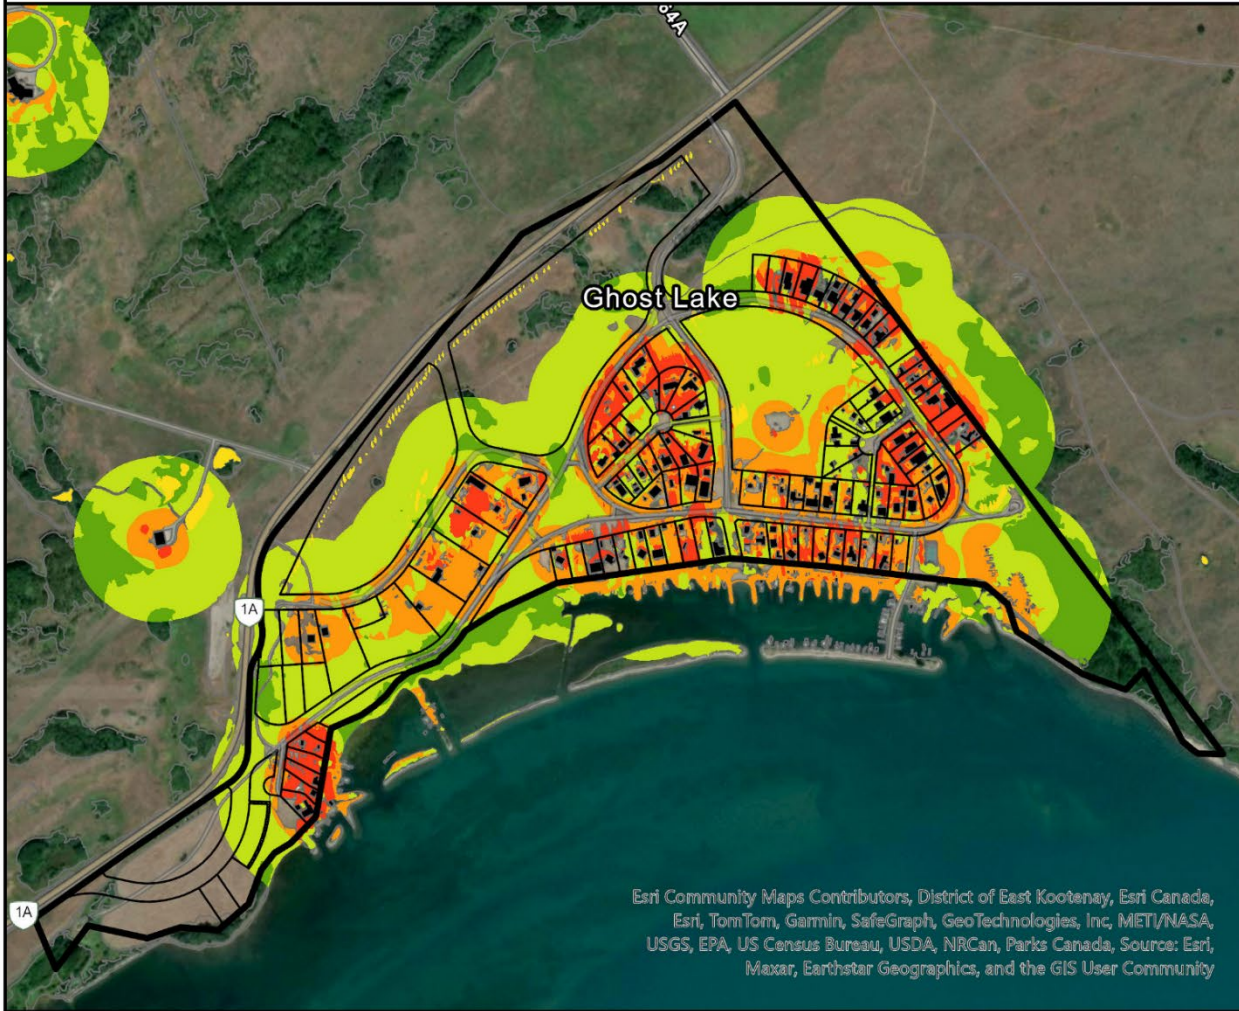 64A
Ghost Lake
1A
1A
Esri Community Maps Contributors, District of East Kootenay, Esri Canada,
Esri, TomTom, Garmin, SafeGraph, GeoTechnologies, Inc, METI/NASA,
USGS, EPA, US Census Bureau, USDA, NRCan, Parks Canada, Source: Esri,
Maxar, Earthstar Geographics, and the GIS User Community